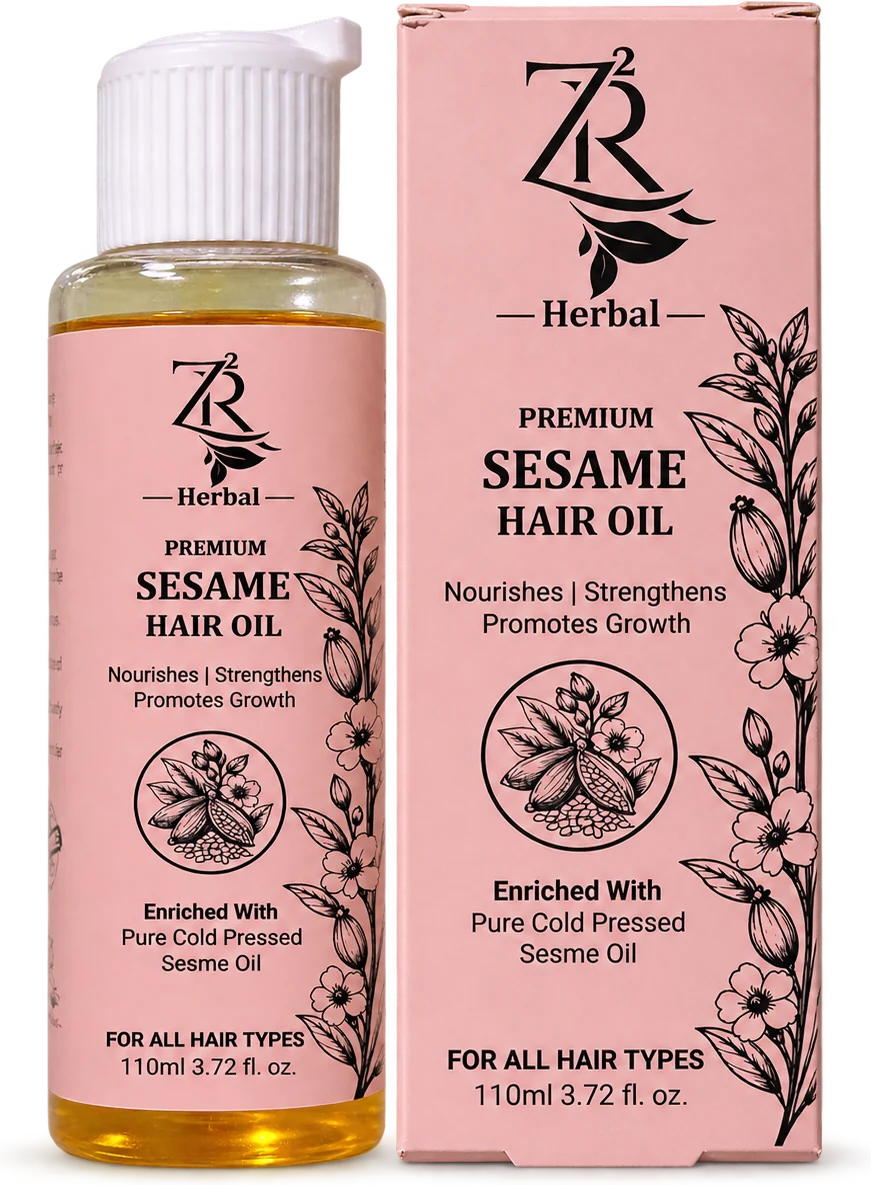 Z²R
Herbal
PREMIUM
SESAME
HAIR OIL
Nourishes | Strengthens
Promotes Growth
Enriched With
Pure Cold Pressed
Sesme Oil
FOR ALL HAIR TYPES
110ml 3.72 fl. oz.
Z²R
Herbal
PREMIUM
SESAME
HAIR OIL
Nourishes | Strengthens
Promotes Growth
Enriched With
Pure Cold Pressed
Sesme Oil
FOR ALL HAIR TYPES
110ml 3.72 fl. oz.